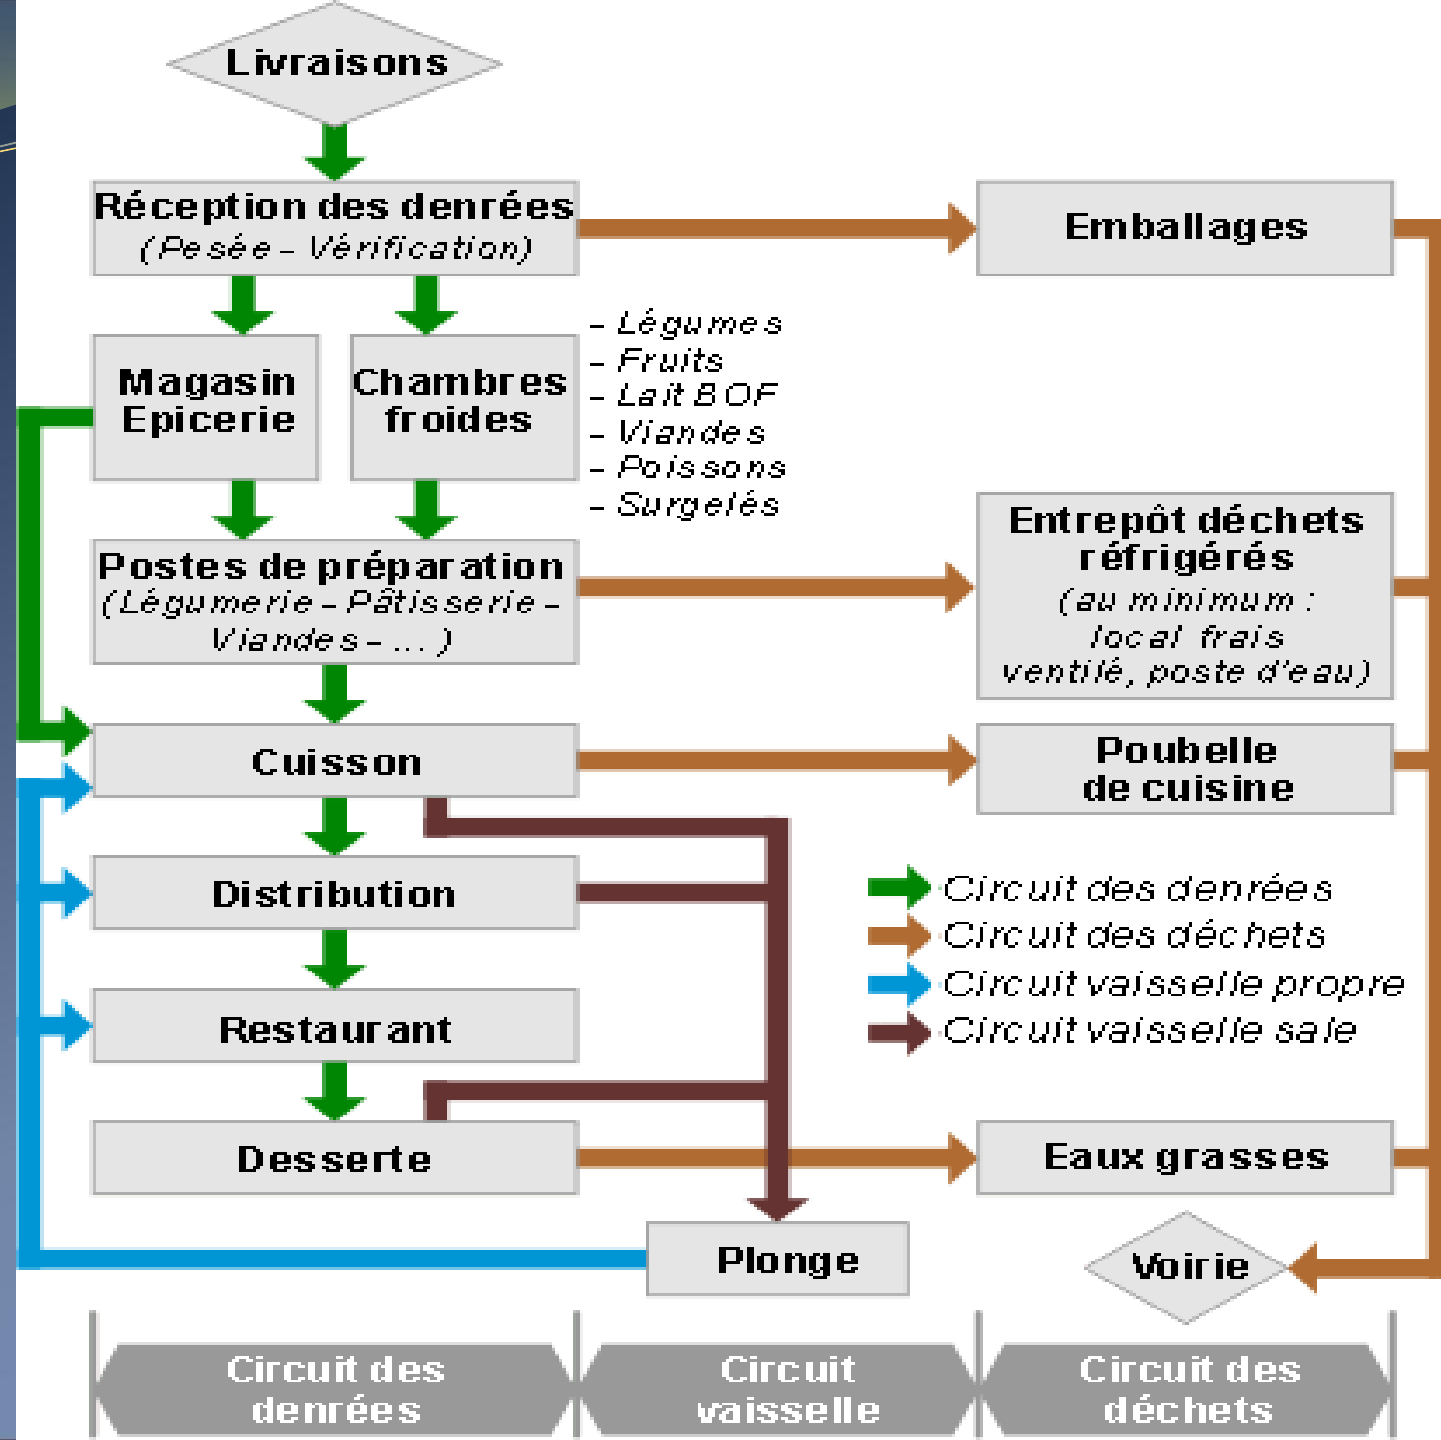 Livraisons
Réception des denrées
(Pesée – Vérification)
Emballages
Magasin
Epicerie
Chambres
froides
– Légumes
– Fruits
– Lait BOF
– Viandes
– Poissons
– Surgelés
Postes de préparation
(Légumerie – Pâtisserie –
Viandes – ... )
Entrepôt déchets
réfrigérés
(au minimum :
local frais
ventilé, poste d'eau)
Cuisson
Poubelle
de cuisine
Distribution
Circuit des denrées
Circuit des déchets
Circuit vaisselle propre
Circuit vaisselle sale
Restaurant
Desserte
Eaux grasses
Plonge
Voirie
Circuit des
denrées
Circuit
vaisselle
Circuit des
déchets